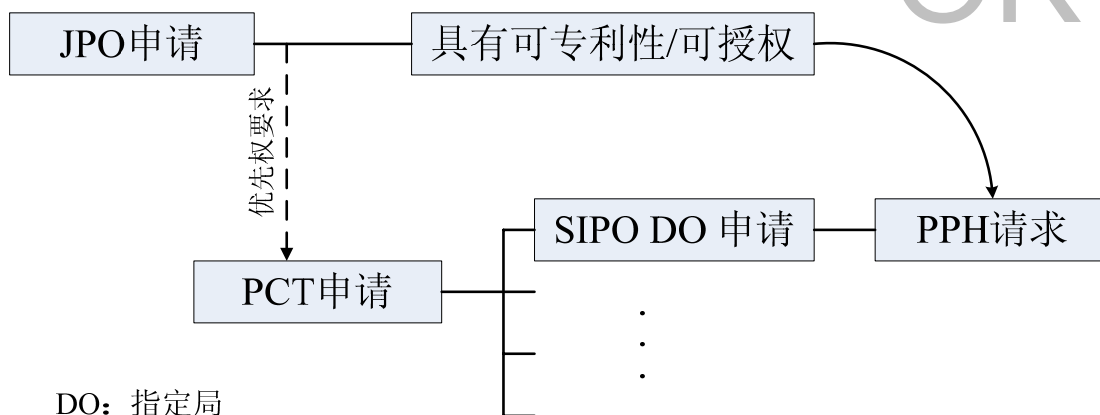 JPO申请
具有可专利性/可授权
优先权要求
SIPO DO 申请
PPH请求
PCT申请
DO：指定局